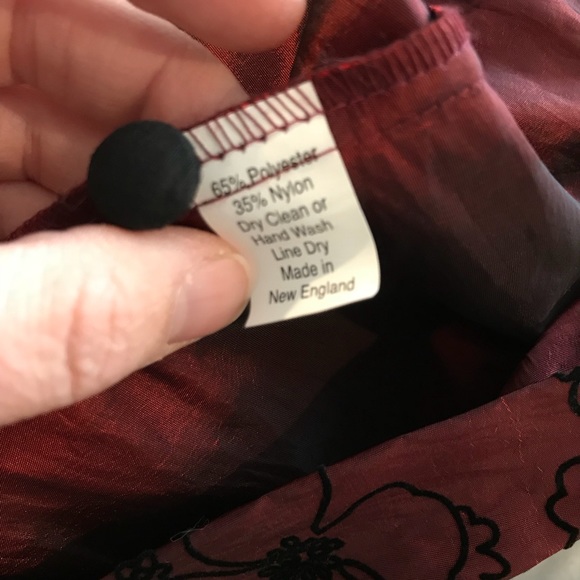 65% Polyester
35% Nylon
Dry Clean or
Hand Wash
Line Dry
Made in
New England